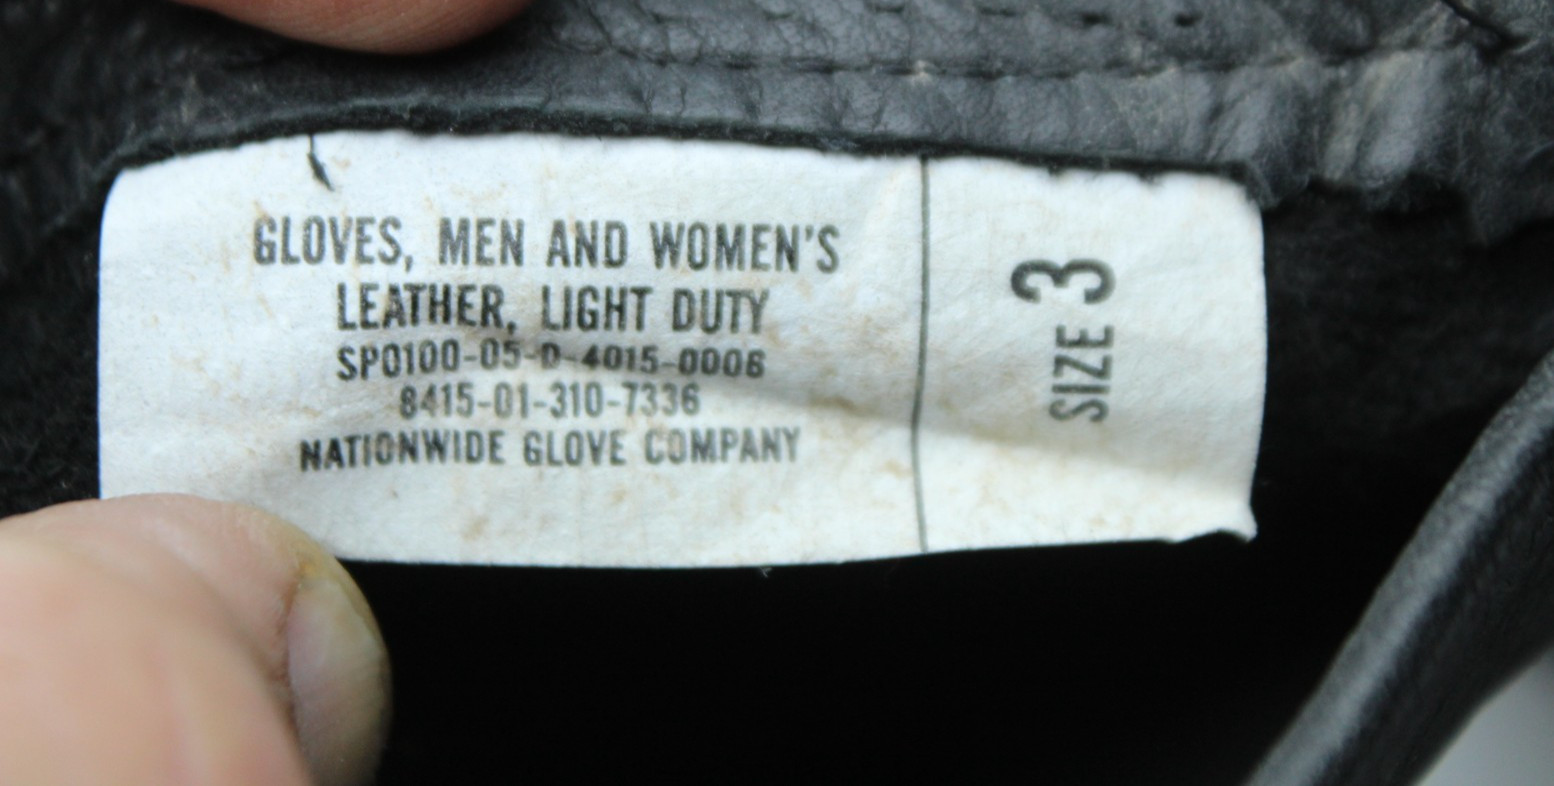 GLOVES, MEN AND WOMEN'S
LEATHER, LIGHT DUTY
SP0100-05-D-4015-0006
8415-01-310-7336
NATIONWIDE GLOVE COMPANY
SIZE 3